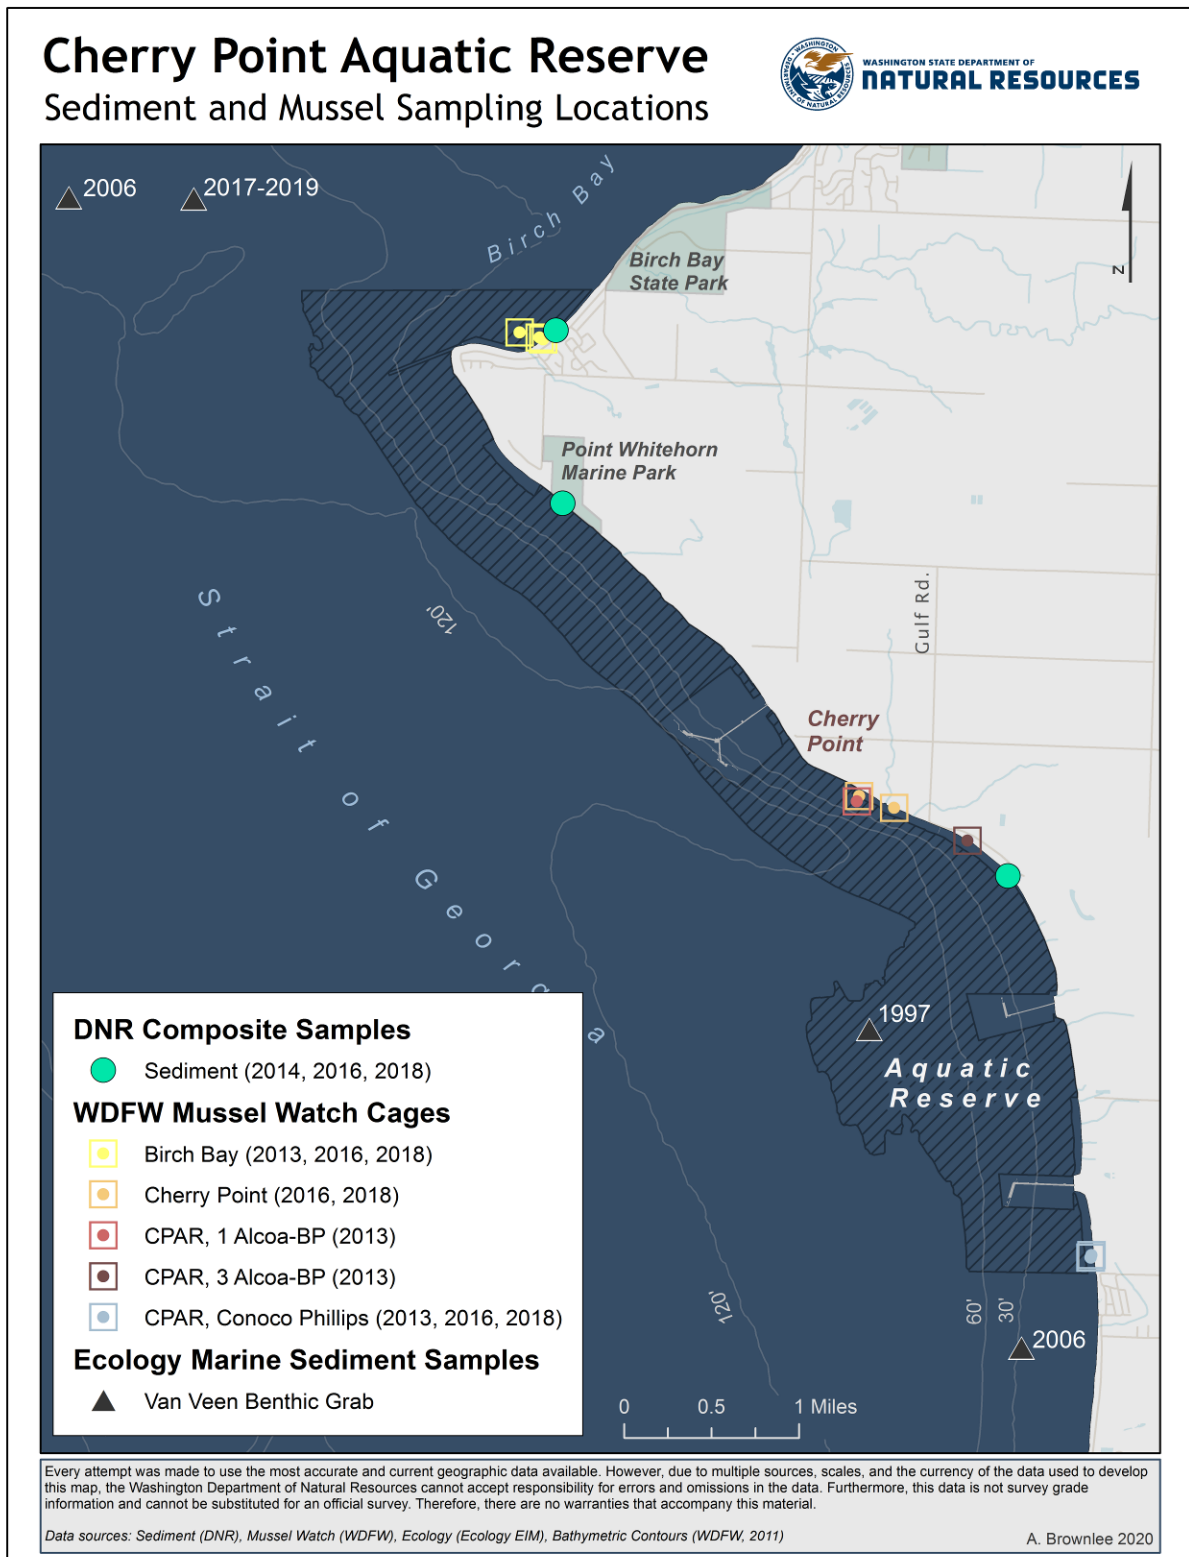 Cherry Point Aquatic Reserve
Sediment and Mussel Sampling Locations
WASHINGTON STATE DEPARTMENT OF
NATURAL RESOURCES
WASHINGTON
DEPARTMENT OF NATURAL RESOURCES
2006
2017-2019
Birch Bay
N
Birch Bay
State Park
Point Whitehorn
Marine Park
Strait of Georgia
120'
Gulf Rd.
Cherry
Point
1997
Aquatic
Reserve
120'
60'
30'
2006
DNR Composite Samples
Sediment (2014, 2016, 2018)
WDFW Mussel Watch Cages
Birch Bay (2013, 2016, 2018)
Cherry Point (2016, 2018)
CPAR, 1 Alcoa-BP (2013)
CPAR, 3 Alcoa-BP (2013)
CPAR, Conoco Phillips (2013, 2016, 2018)
Ecology Marine Sediment Samples
Van Veen Benthic Grab
0 0.5 1 Miles
Every attempt was made to use the most accurate and current geographic data available. However, due to multiple sources, scales, and the currency of the data used to develop
this map, the Washington Department of Natural Resources cannot accept responsibility for errors and omissions in the data. Furthermore, this data is not survey grade
information and cannot be substituted for an official survey. Therefore, there are no warranties that accompany this material.
Data sources: Sediment (DNR), Mussel Watch (WDFW), Ecology (Ecology EIM), Bathymetric Contours (WDFW, 2011)
A. Brownlee 2020